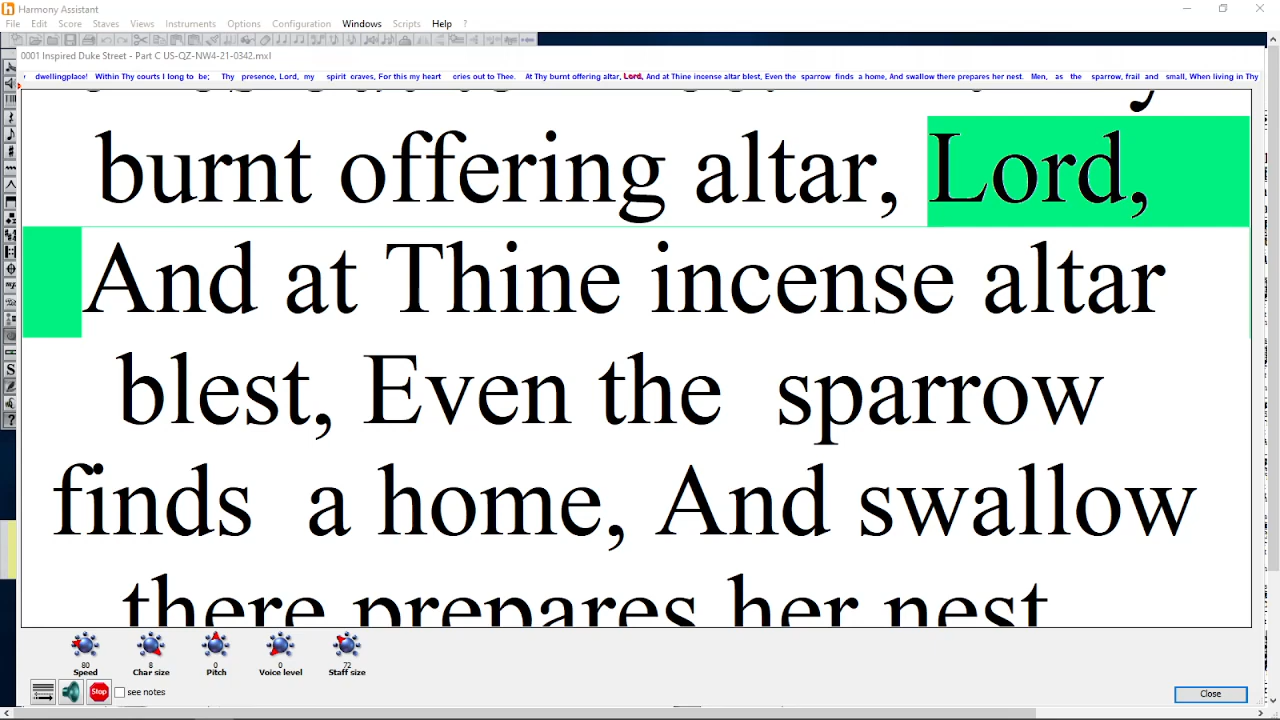 Harmony Assistant
File Edit Score Staves Views Instruments Options Configuration Windows Scripts Help ?
0001 Inspired Duke Street - Part C US-QZ-NW4-21-0342.mxl
dwellingplace! Within Thy courts I long to be; Thy presence, Lord, my spirit craves, For this my heart cries out to Thee. At Thy burnt offering altar, Lord, And at Thine incense altar blest, Even the sparrow finds a home, And swallow there prepares her nest. Men, as the sparrow, frail and small, When living in Thy
burnt offering altar, Lord,
And at Thine incense altar
blest, Even the sparrow
finds a home, And swallow
there prepares her nest
80 8 0 0 72
Speed Char size Pitch Voice level Staff size
Stop see notes Close